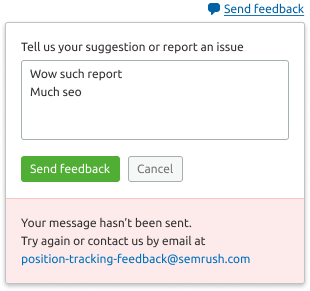 Send feedback
Tell us your suggestion or report an issue
Wow such report
Much seo
Send feedback
Cancel
Your message hasn't been sent.
Try again or contact us by email at
position-tracking-feedback@semrush.com